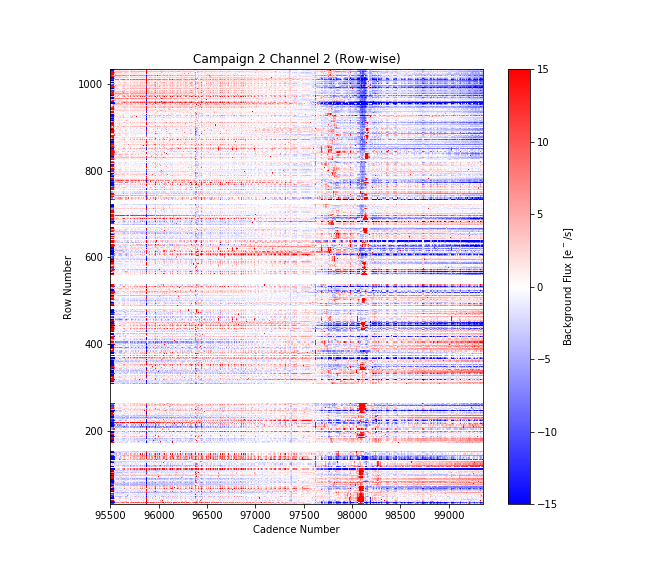 Campaign 2 Channel 2 (Row-wise)
Row Number
1000
800
600
400
200
95500 96000 96500 97000 97500 98000 98500 99000
Cadence Number
15
10
5
0
−5
−10
−15
Background Flux [e⁻ /s]